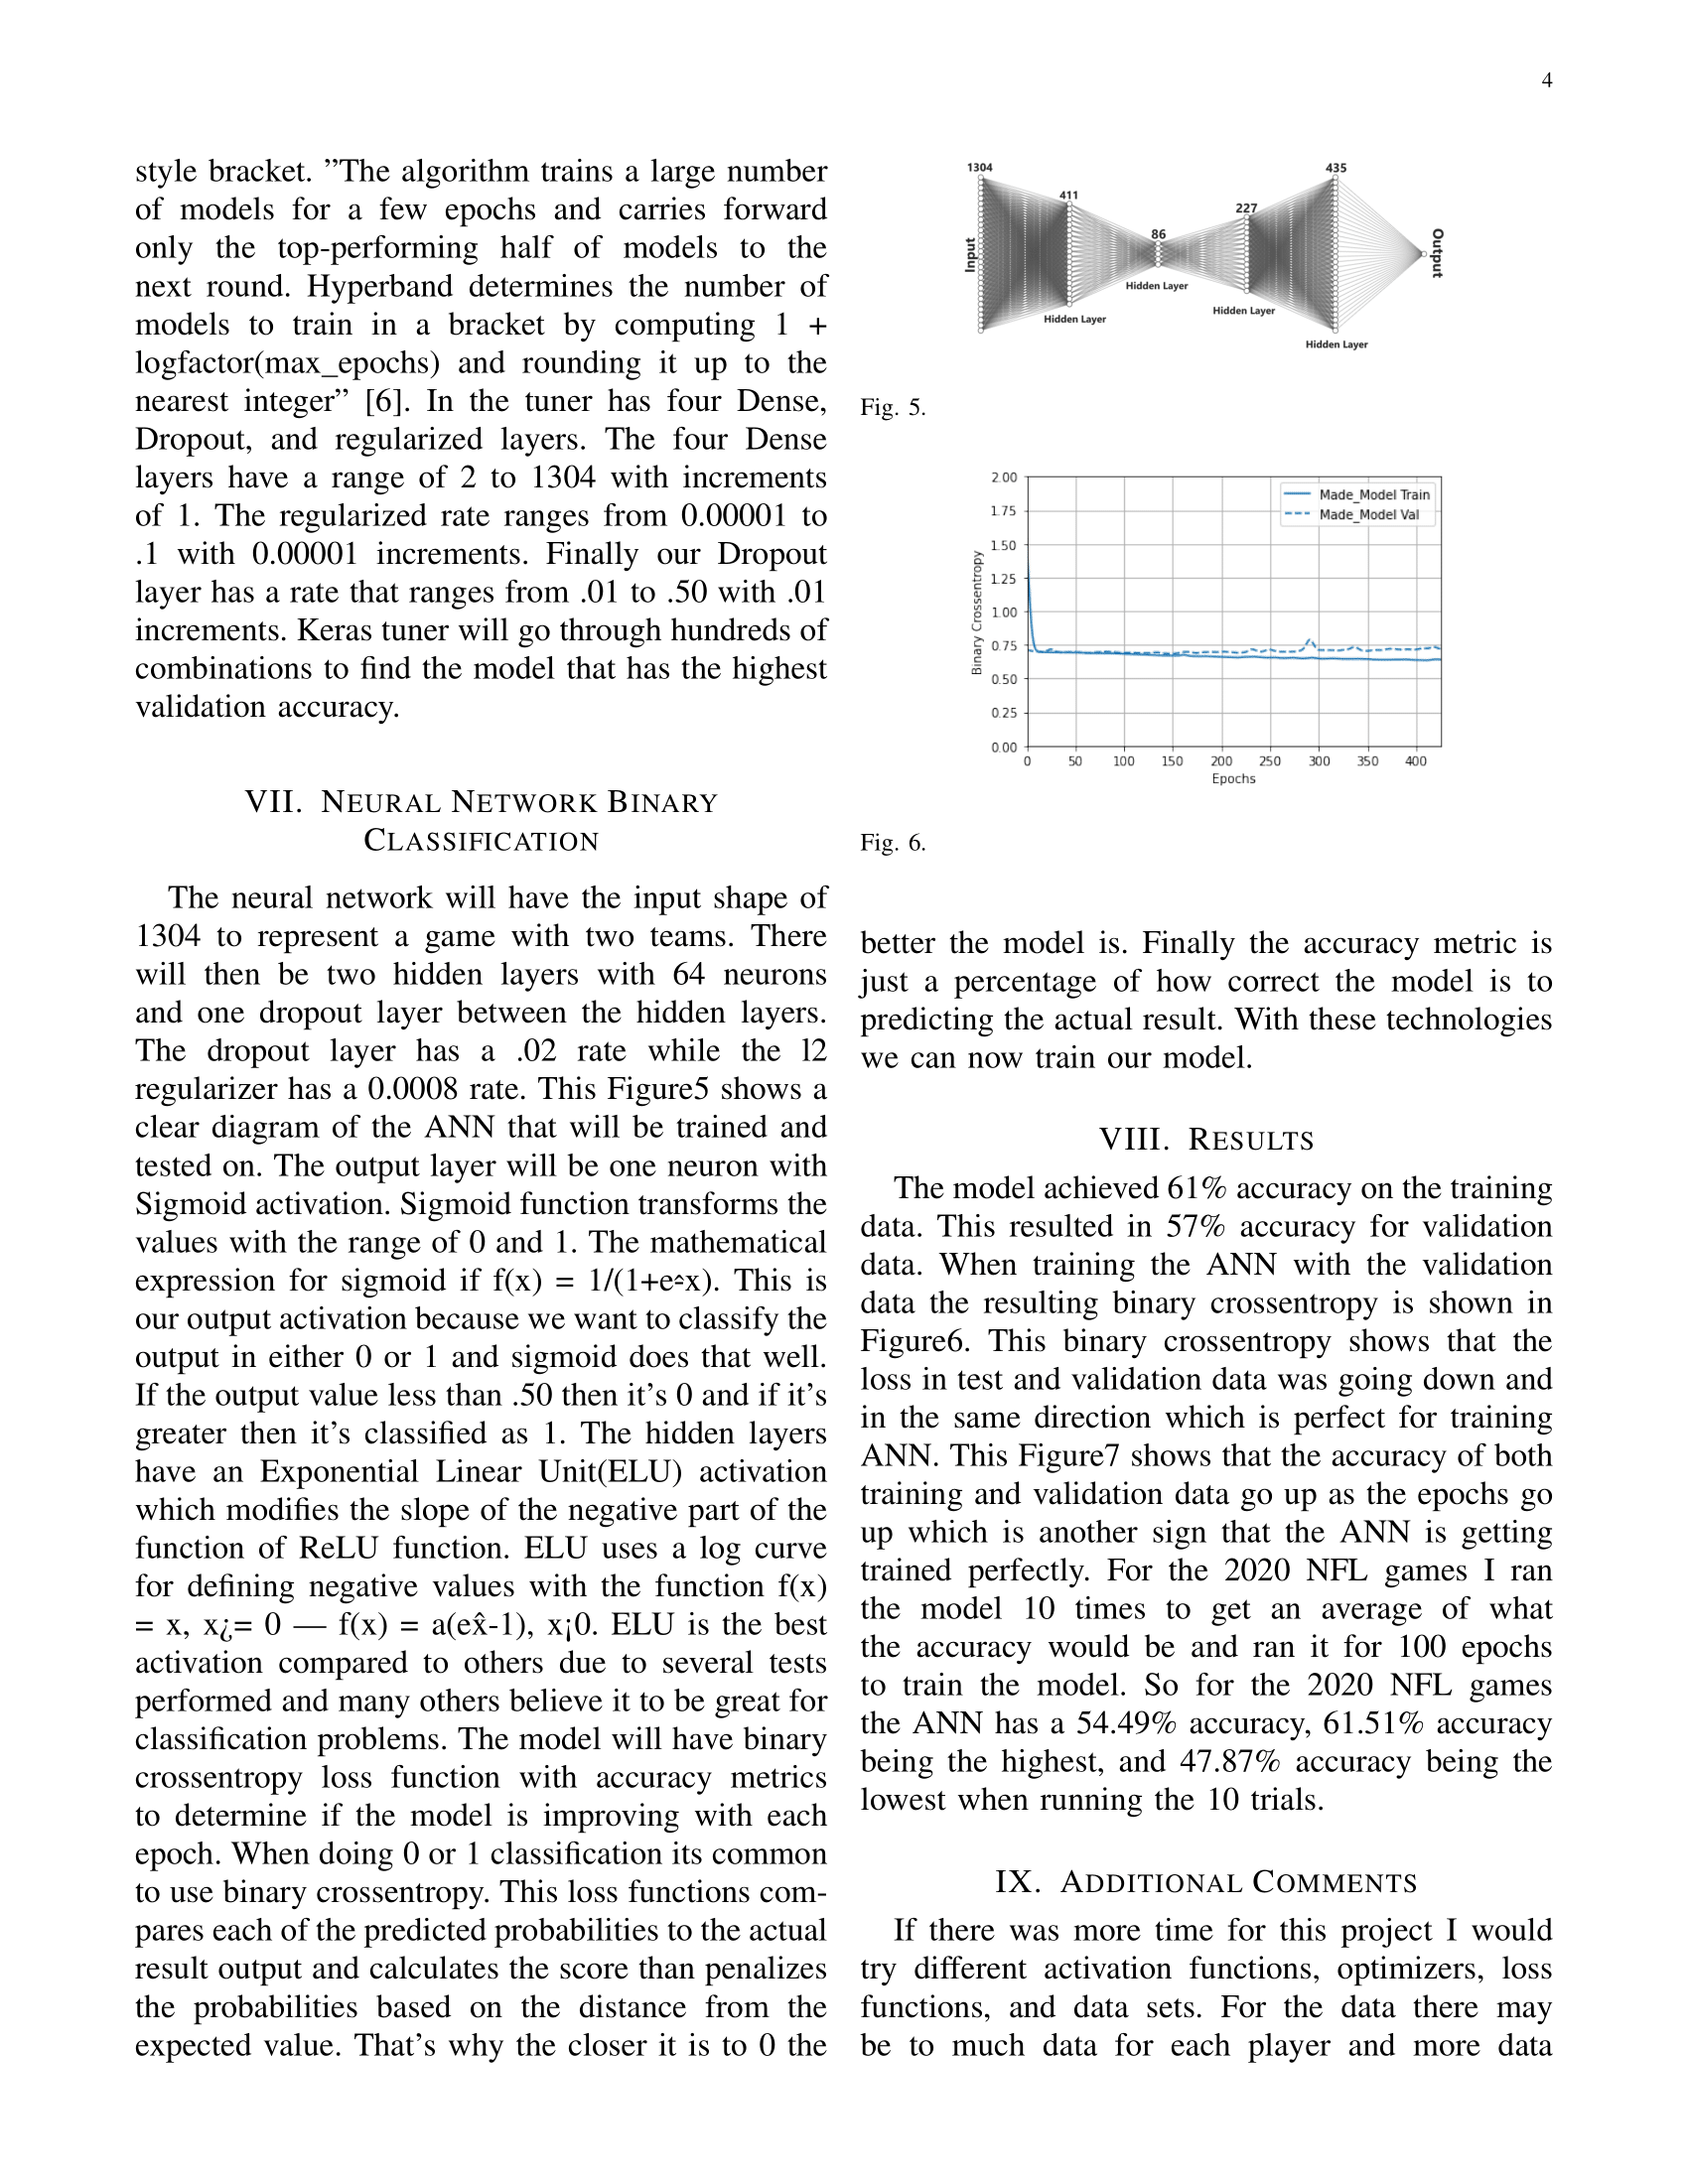 4
style bracket. ”The algorithm trains a large number
of models for a few epochs and carries forward
only the top-performing half of models to the
next round. Hyperband determines the number of
models to train in a bracket by computing 1 +
logfactor(max_epochs) and rounding it up to the
nearest integer” [6]. In the tuner has four Dense,
Dropout, and regularized layers. The four Dense
layers have a range of 2 to 1304 with increments
of 1. The regularized rate ranges from 0.00001 to
.1 with 0.00001 increments. Finally our Dropout
layer has a rate that ranges from .01 to .50 with .01
increments. Keras tuner will go through hundreds of
combinations to find the model that has the highest
validation accuracy.
VII. NEURAL NETWORK BINARY
CLASSIFICATION
The neural network will have the input shape of
1304 to represent a game with two teams. There
will then be two hidden layers with 64 neurons
and one dropout layer between the hidden layers.
The dropout layer has a .02 rate while the l2
regularizer has a 0.0008 rate. This Figure5 shows a
clear diagram of the ANN that will be trained and
tested on. The output layer will be one neuron with
Sigmoid activation. Sigmoid function transforms the
values with the range of 0 and 1. The mathematical
expression for sigmoid if f(x) = 1/(1+e^-x). This is
our output activation because we want to classify the
output in either 0 or 1 and sigmoid does that well.
If the output value less than .50 then it’s 0 and if it’s
greater then it’s classified as 1. The hidden layers
have an Exponential Linear Unit(ELU) activation
which modifies the slope of the negative part of the
function of ReLU function. ELU uses a log curve
for defining negative values with the function f(x)
= x, x¿= 0 — f(x) = a(ex̂-1), x¡0. ELU is the best
activation compared to others due to several tests
performed and many others believe it to be great for
classification problems. The model will have binary
crossentropy loss function with accuracy metrics
to determine if the model is improving with each
epoch. When doing 0 or 1 classification its common
to use binary crossentropy. This loss functions com-
pares each of the predicted probabilities to the actual
result output and calculates the score than penalizes
the probabilities based on the distance from the
expected value. That’s why the closer it is to 0 the
1304
411
86
227
435
Input
Output
Hidden Layer
Hidden Layer
Hidden Layer
Hidden Layer
Fig. 5.
2.00
1.75
1.50
1.25
1.00
0.75
0.50
0.25
0.00
Binary Crossentropy
Made_Model Train
Made_Model Val
0 50 100 150 200 250 300 350 400
Epochs
Fig. 6.
better the model is. Finally the accuracy metric is
just a percentage of how correct the model is to
predicting the actual result. With these technologies
we can now train our model.
VIII. RESULTS
The model achieved 61% accuracy on the training
data. This resulted in 57% accuracy for validation
data. When training the ANN with the validation
data the resulting binary crossentropy is shown in
Figure6. This binary crossentropy shows that the
loss in test and validation data was going down and
in the same direction which is perfect for training
ANN. This Figure7 shows that the accuracy of both
training and validation data go up as the epochs go
up which is another sign that the ANN is getting
trained perfectly. For the 2020 NFL games I ran
the model 10 times to get an average of what
the accuracy would be and ran it for 100 epochs
to train the model. So for the 2020 NFL games
the ANN has a 54.49% accuracy, 61.51% accuracy
being the highest, and 47.87% accuracy being the
lowest when running the 10 trials.
IX. ADDITIONAL COMMENTS
If there was more time for this project I would
try different activation functions, optimizers, loss
functions, and data sets. For the data there may
be to much data for each player and more data